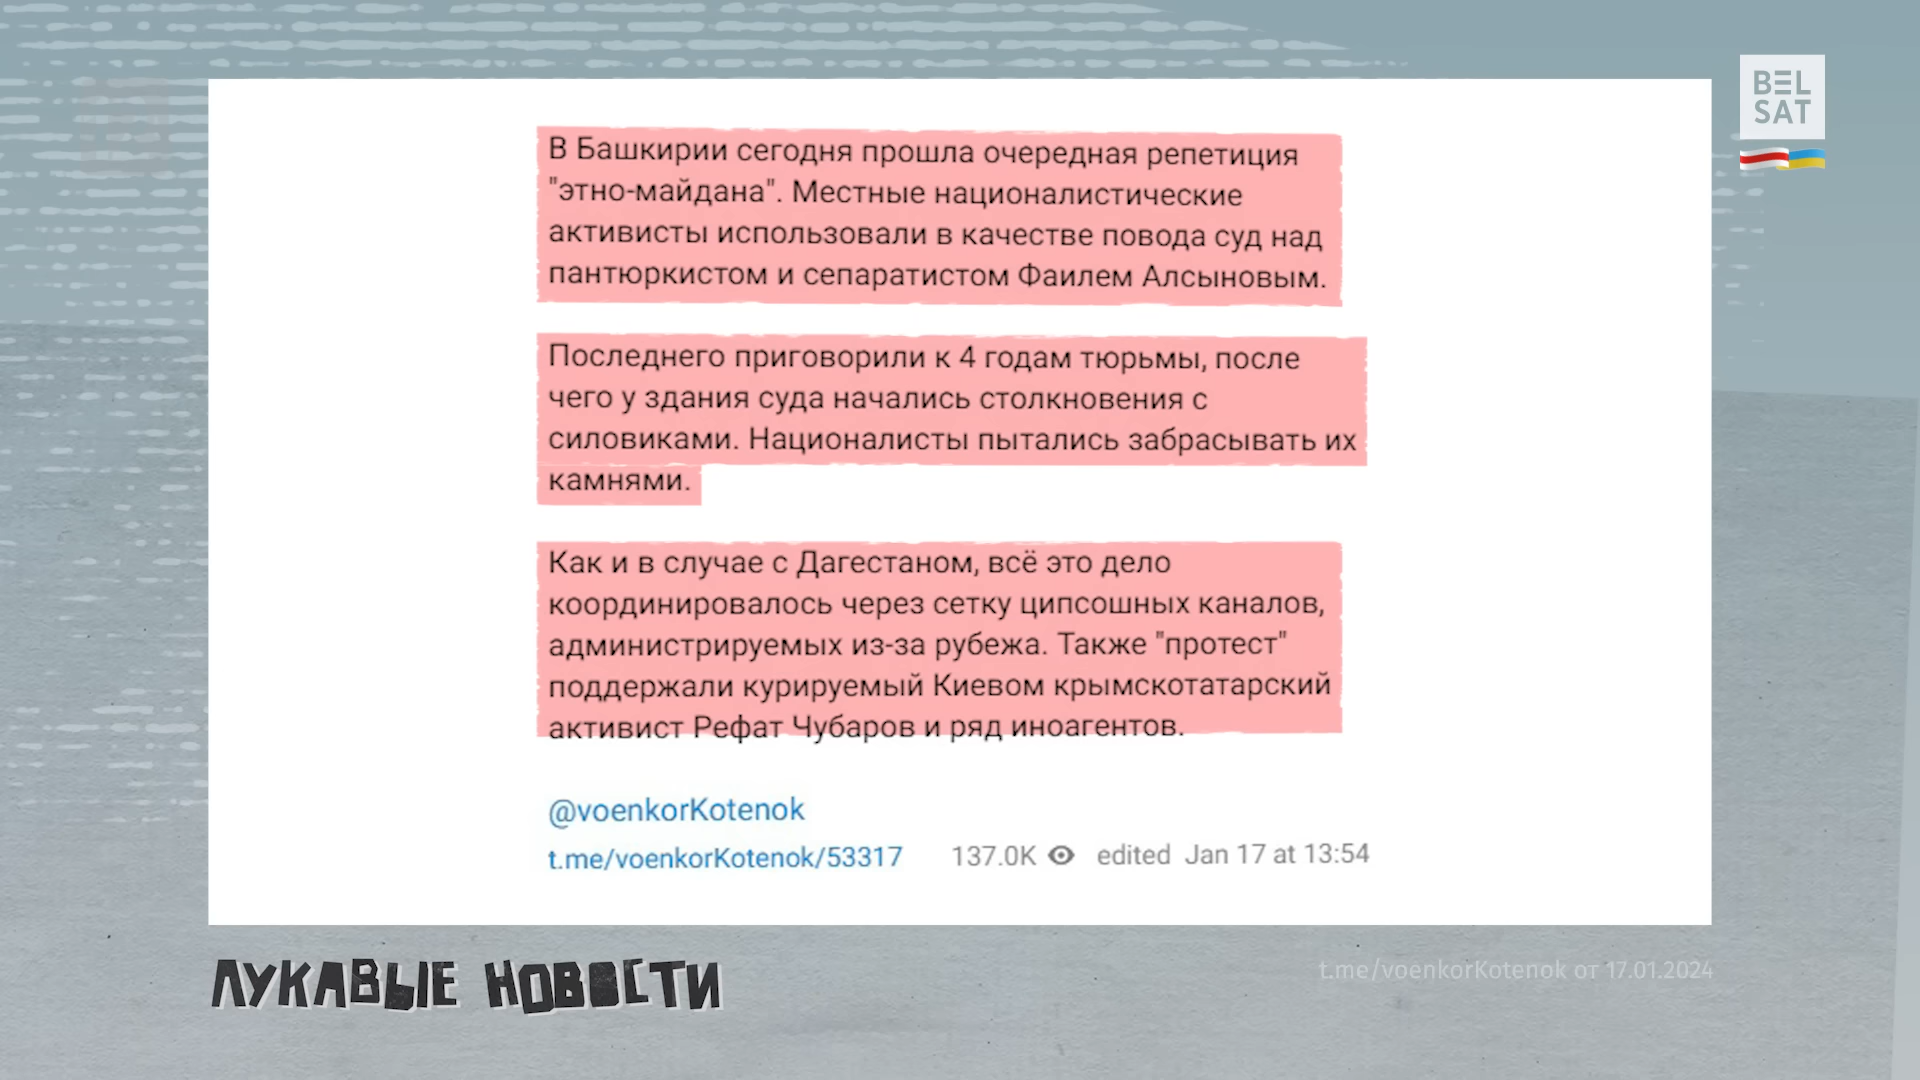 BEL
SAT
В Башкирии сегодня прошла очередная репетиция
"этно-майдана". Местные националистические
активисты использовали в качестве повода суд над
пантюркистом и сепаратистом Фаилем Алсыновым.
Последнего приговорили к 4 годам тюрьмы, после
чего у здания суда начались столкновения с
силовиками. Националисты пытались забрасывать их
камнями.
Как и в случае с Дагестаном, всё это дело
координировалось через сетку ципсошных каналов,
администрируемых из-за рубежа. Также "протест"
поддержали курируемый Киевом крымскотатарский
активист Рефат Чубаров и ряд иноагентов.
@voenkorKotenok
t.me/voenkorKotenok/53317 137.0K edited Jan 17 at 13:54
ЛУКАВЫЕ НОВОСТИ
t.me/voenkorKotenok от 17.01.2024